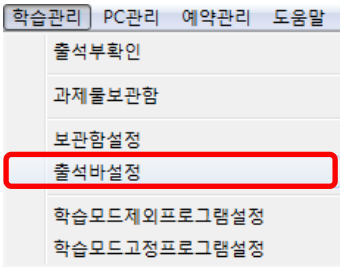 학습관리 PC관리 예약관리 도움말
출석부확인
과제물보관함
보관함설정
출석바설정
학습모드제외프로그램설정
학습모드고정프로그램설정